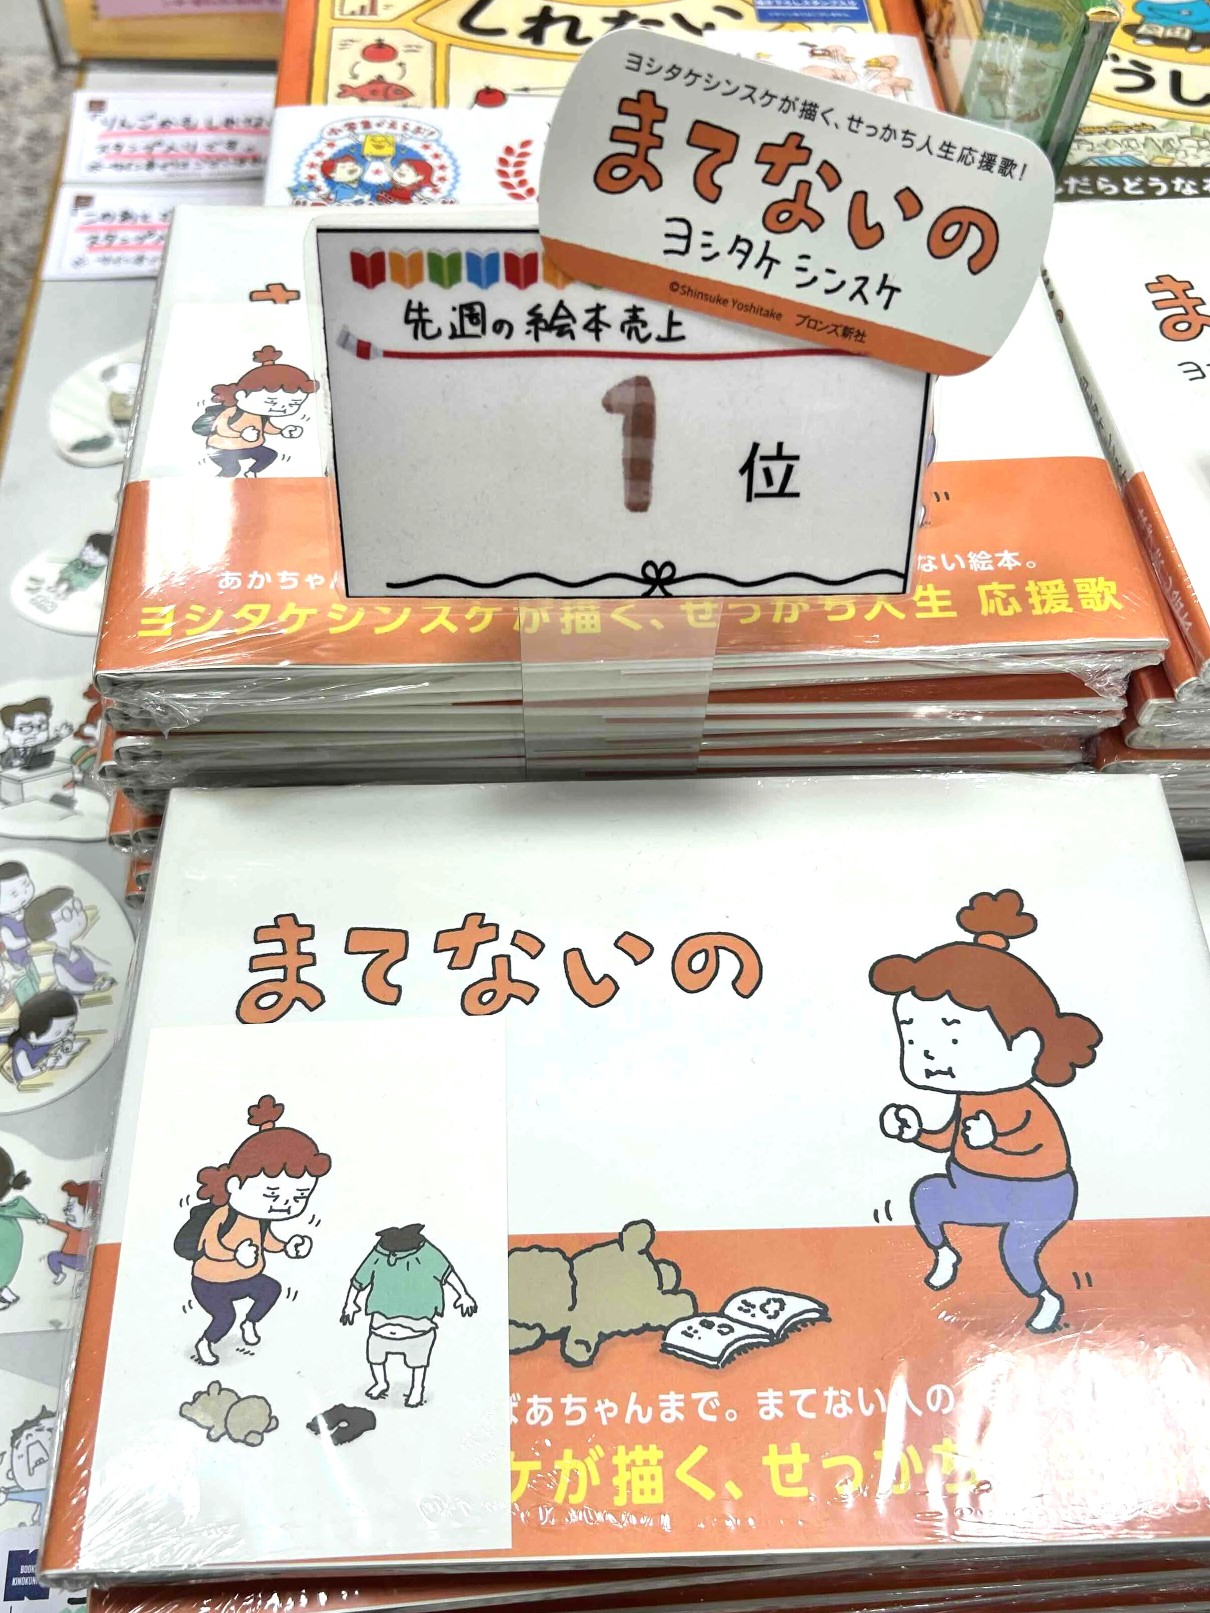 しれない
ヨシタケシンスケが描く、せっかち人生応援歌!
まてないの
ヨシタケ シンスケ
©Shinsuke Yoshitake ブロンズ新社
先週の絵本売上
1位
あかちゃん
ない絵本。
ヨシタケシンスケが描く、せっかち人生 応援歌
まてないの
ばあちゃんまで。まてない人の
ケが描く、せっかち